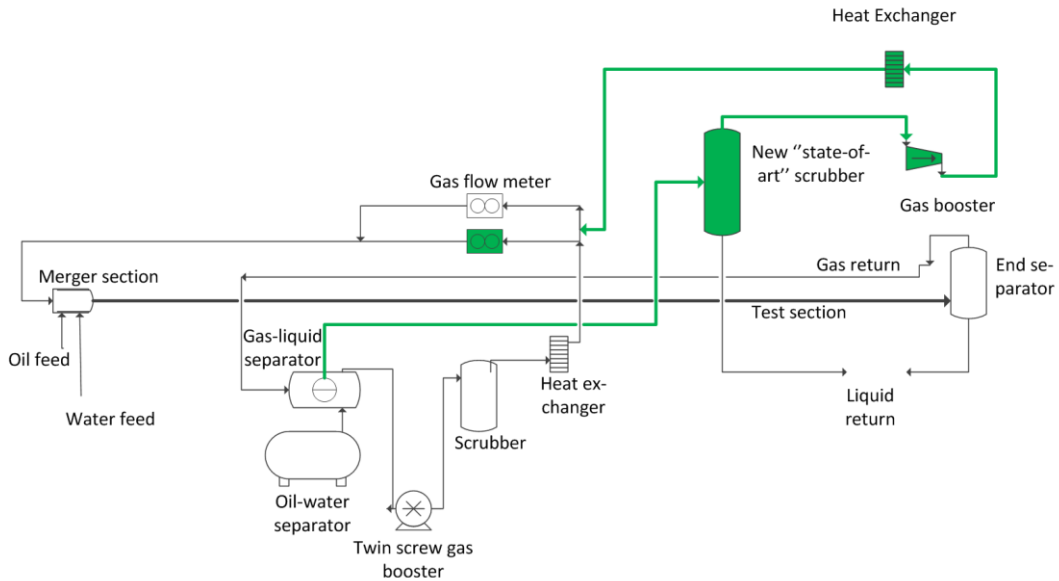 Heat Exchanger
New ‘’state-of-
art’’ scrubber
Gas flow meter
Gas booster
Gas return
End se-
parator
Merger section
Test section
Gas-liquid
separator
Oil feed
Heat ex-
changer
Liquid
return
Water feed
Scrubber
Oil-water
separator
Twin screw gas
booster